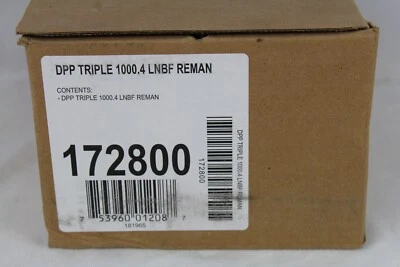 DPP TRIPLE 1000.4 LNBF REMAN
CONTENTS:
- DPP TRIPLE 1000.4 LNBF REMAN
172800
7 53960 01208 7
181965
172800
DPP TRIPLE 1000.4 LNBF REMAN